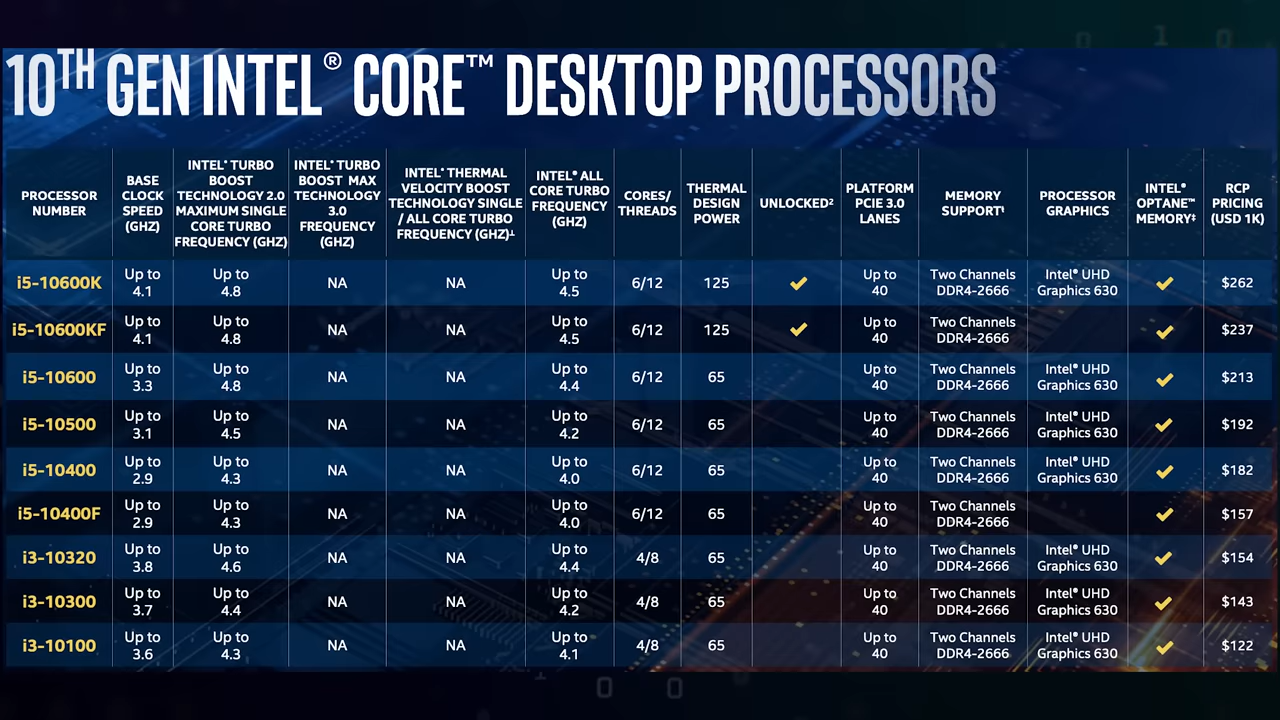 10TH GEN INTEL® CORE™ DESKTOP PROCESSORS
PROCESSOR NUMBER
BASE CLOCK SPEED (GHZ)
INTEL® TURBO BOOST TECHNOLOGY 2.0 MAXIMUM SINGLE CORE TURBO FREQUENCY (GHZ)
INTEL® TURBO BOOST MAX TECHNOLOGY 3.0 FREQUENCY (GHZ)
INTEL® THERMAL VELOCITY BOOST TECHNOLOGY SINGLE / ALL CORE TURBO FREQUENCY (GHZ)⊥
INTEL® ALL CORE TURBO FREQUENCY (GHZ)
CORES/ THREADS
THERMAL DESIGN POWER
UNLOCKED²
PLATFORM PCIE 3.0 LANES
MEMORY SUPPORT¹
PROCESSOR GRAPHICS
INTEL® OPTANE™ MEMORY‡
RCP PRICING (USD 1K)
i5-10600K Up to 4.1 Up to 4.8 NA NA Up to 4.5 6/12 125 ✓ Up to 40 Two Channels DDR4-2666 Intel® UHD Graphics 630 ✓ $262
i5-10600KF Up to 4.1 Up to 4.8 NA NA Up to 4.5 6/12 125 ✓ Up to 40 Two Channels DDR4-2666 ✓ $237
i5-10600 Up to 3.3 Up to 4.8 NA NA Up to 4.4 6/12 65 Up to 40 Two Channels DDR4-2666 Intel® UHD Graphics 630 ✓ $213
i5-10500 Up to 3.1 Up to 4.5 NA NA Up to 4.2 6/12 65 Up to 40 Two Channels DDR4-2666 Intel® UHD Graphics 630 ✓ $192
i5-10400 Up to 2.9 Up to 4.3 NA NA Up to 4.0 6/12 65 Up to 40 Two Channels DDR4-2666 Intel® UHD Graphics 630 ✓ $182
i5-10400F Up to 2.9 Up to 4.3 NA NA Up to 4.0 6/12 65 Up to 40 Two Channels DDR4-2666 ✓ $157
i3-10320 Up to 3.8 Up to 4.6 NA NA Up to 4.4 4/8 65 Up to 40 Two Channels DDR4-2666 Intel® UHD Graphics 630 ✓ $154
i3-10300 Up to 3.7 Up to 4.4 NA NA Up to 4.2 4/8 65 Up to 40 Two Channels DDR4-2666 Intel® UHD Graphics 630 ✓ $143
i3-10100 Up to 3.6 Up to 4.3 NA NA Up to 4.1 4/8 65 Up to 40 Two Channels DDR4-2666 Intel® UHD Graphics 630 ✓ $122